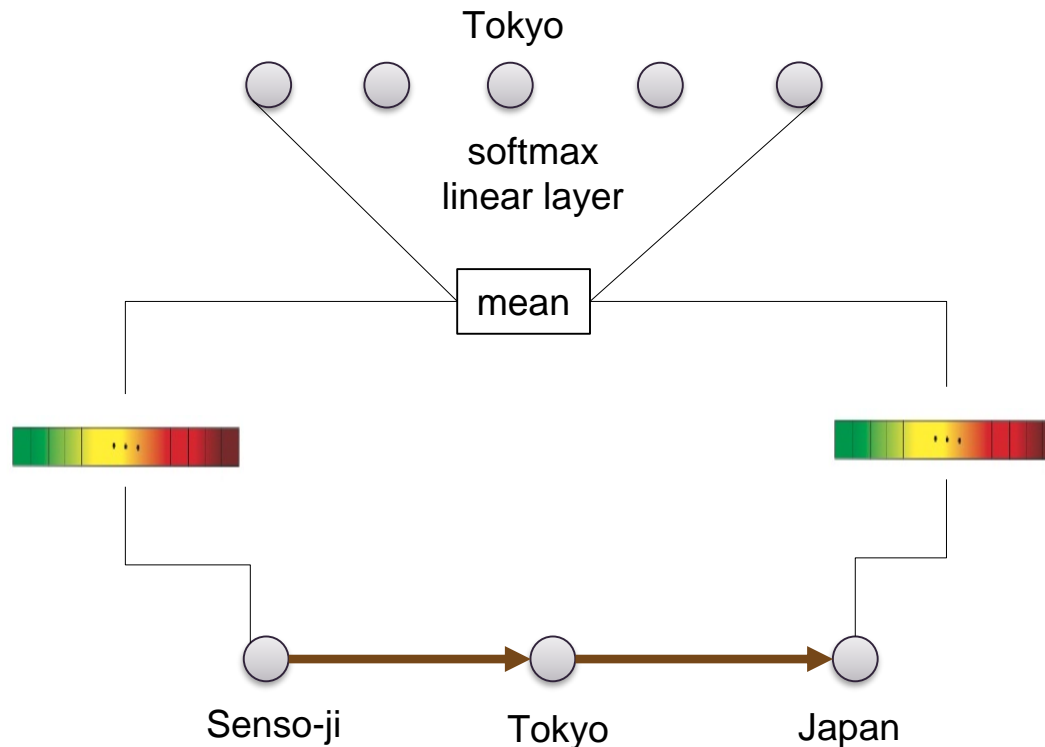 Tokyo
softmax
linear layer
mean
Senso-ji
Tokyo
Japan